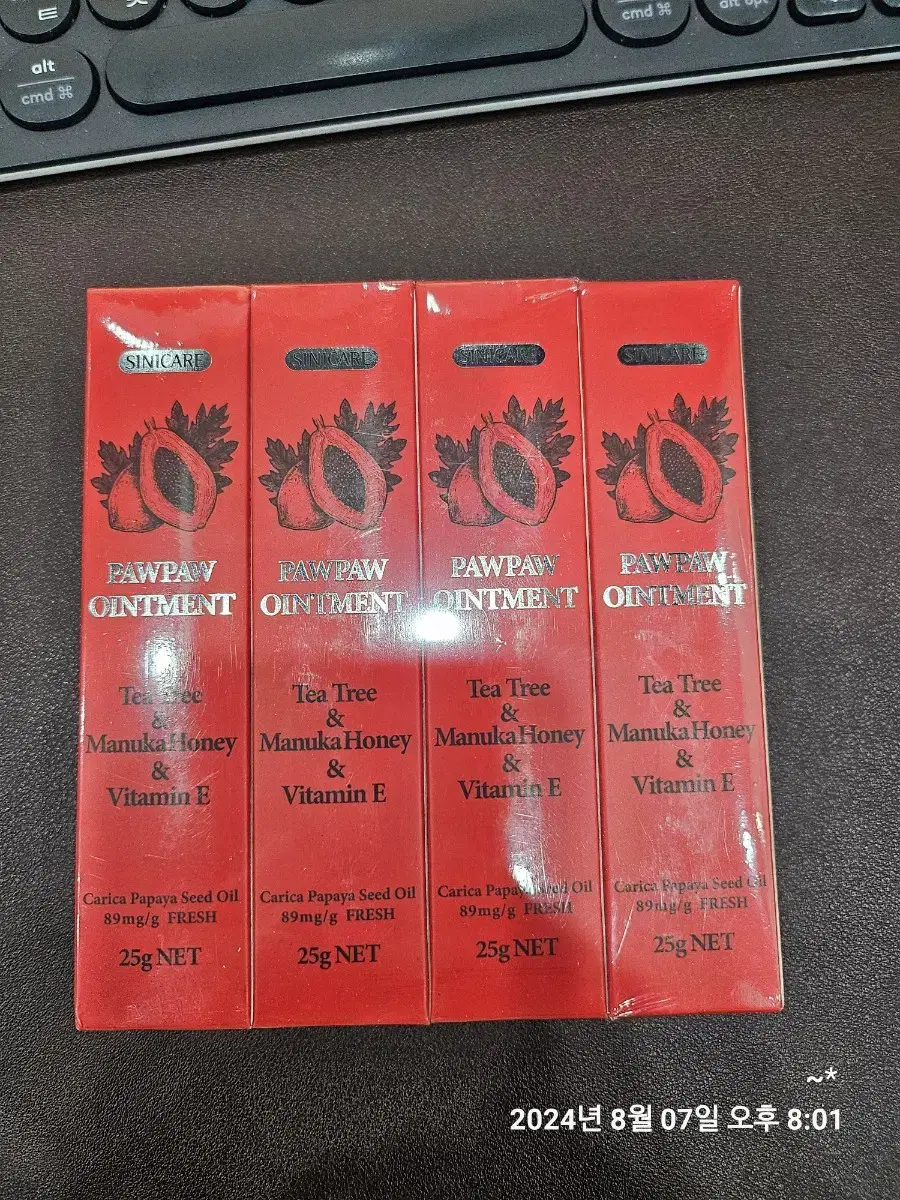 ㅌ
alt
cmd ⌘
cmd ⌘
alt opt
SINICARE
PAWPAW
OINTMENT
Tea Tree
&
Manuka Honey
&
Vitamin E
Carica Papaya Seed Oil
89mg/g FRESH
25g NET
SINICARE
PAWPAW
OINTMENT
Tea Tree
&
Manuka Honey
&
Vitamin E
Carica Papaya Seed Oil
89mg/g FRESH
25g NET
SINICARE
PAWPAW
OINTMENT
Tea Tree
&
Manuka Honey
&
Vitamin E
Carica Papaya Seed Oil
89mg/g FRESH
25g NET
SINICARE
PAWPAW
OINTMENT
Tea Tree
&
Manuka Honey
&
Vitamin E
Carica Papaya Seed Oil
89mg/g FRESH
25g NET
~*
2024년 8월 07일 오후 8:01